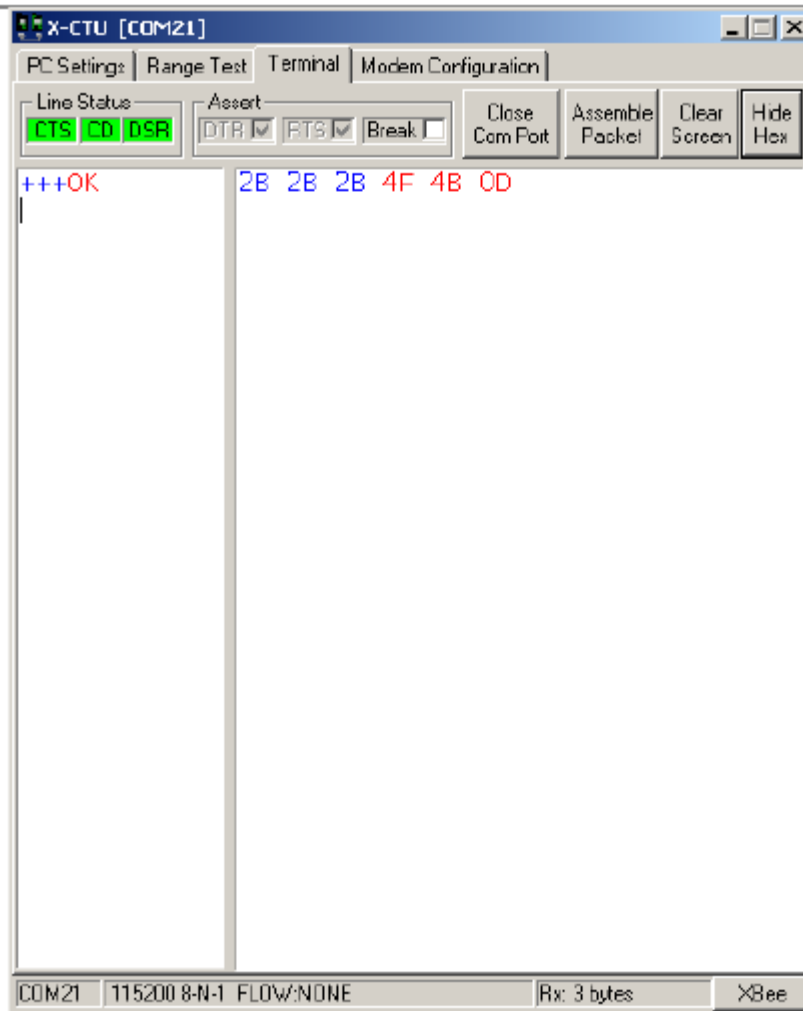 X-CTU [COM21]
PC Settings Range Test Terminal Modem Configuration
Line Status Assert
CTS CD DSR DTR RTS Break Close Com Port Assemble Packet Clear Screen Hide Hex
+++OK 2B 2B 2B 4F 4B 0D
COM21 115200 8-N-1 FLOW:NONE Rx: 3 bytes XBee